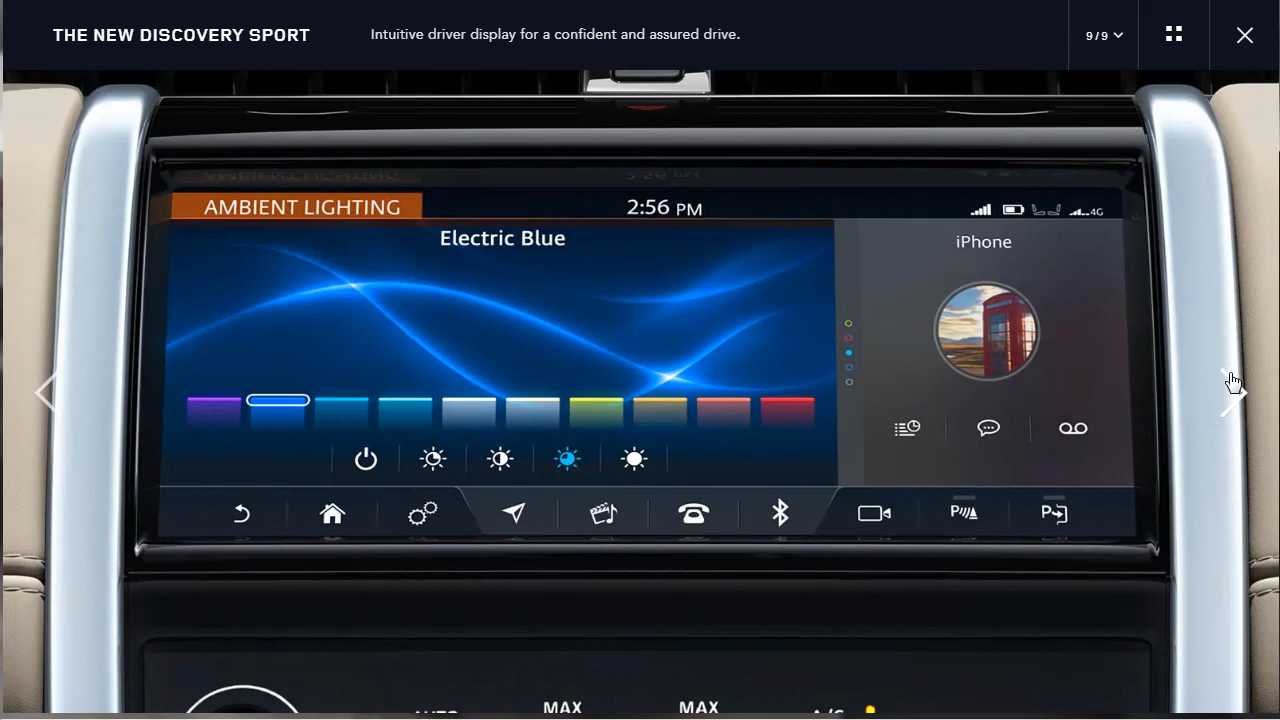 THE NEW DISCOVERY SPORT
Intuitive driver display for a confident and assured drive.
9/9
AMBIENT LIGHTING
2:56 PM
4G
Electric Blue
iPhone
P
P
MAX
MAX